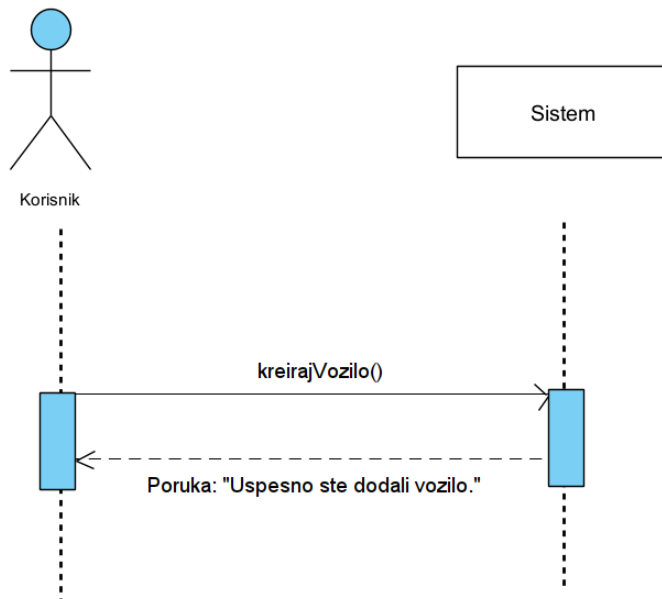 Korisnik
Sistem
kreirajVozilo()
Poruka: "Uspesno ste dodali vozilo."